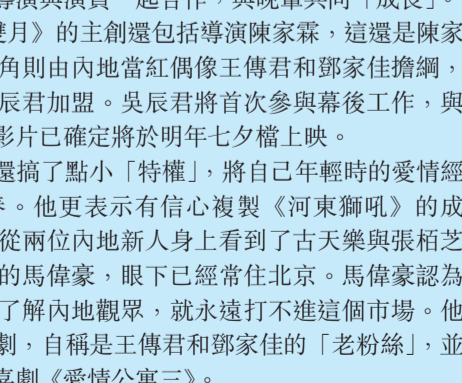 導演與演員一起合作，與晚輩共同「成長」。
雙月》的主創還包括導演陳家霖，這還是陳家
角則由內地當紅偶像王傳君和鄧家佳擔綱，
辰君加盟。吳辰君將首次參與幕後工作，與
影片已確定將於明年七夕檔上映。
還搞了點小「特權」，將自己年輕時的愛情經
。他更表示有信心複製《河東獅吼》的成
從兩位內地新人身上看到了古天樂與張栢芝
的馬偉豪，眼下已經常住北京。馬偉豪認為
了解內地觀眾，就永遠打不進這個市場。他
劇，自稱是王傳君和鄧家佳的「老粉絲」，並
喜劇《愛情公寓三》。